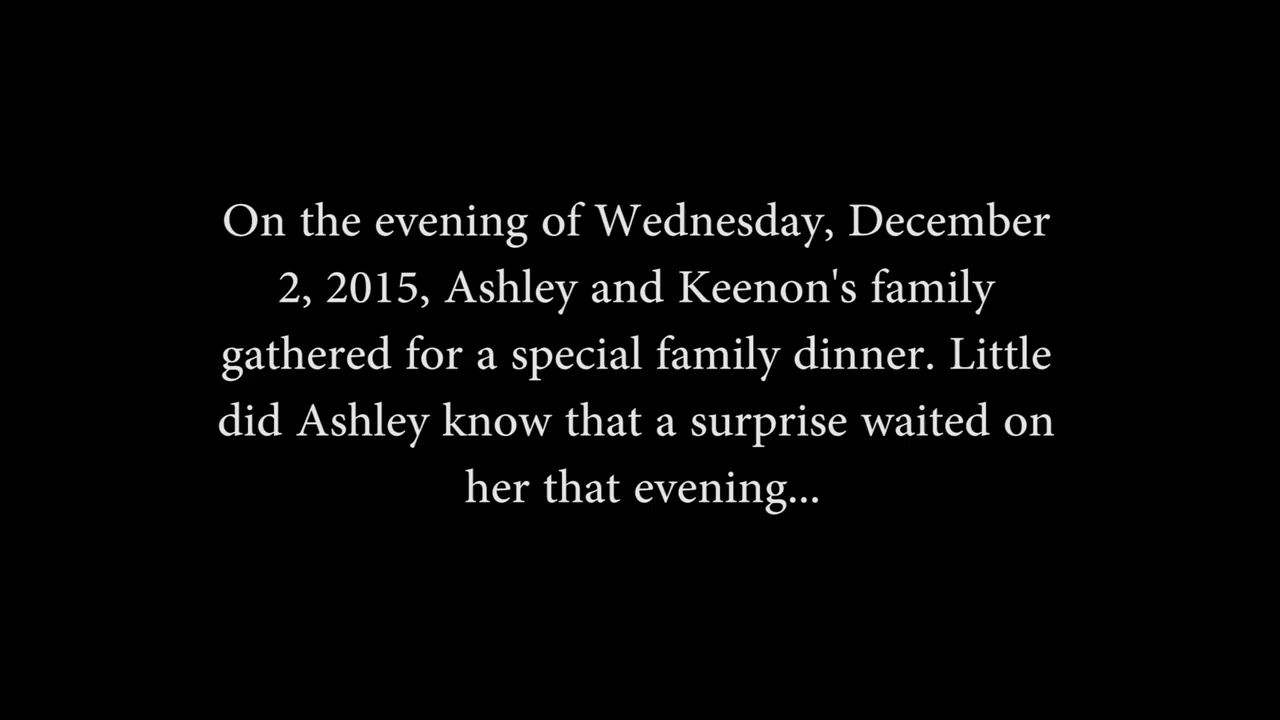 On the evening of Wednesday, December
2, 2015, Ashley and Keenon's family
gathered for a special family dinner. Little
did Ashley know that a surprise waited on
her that evening...